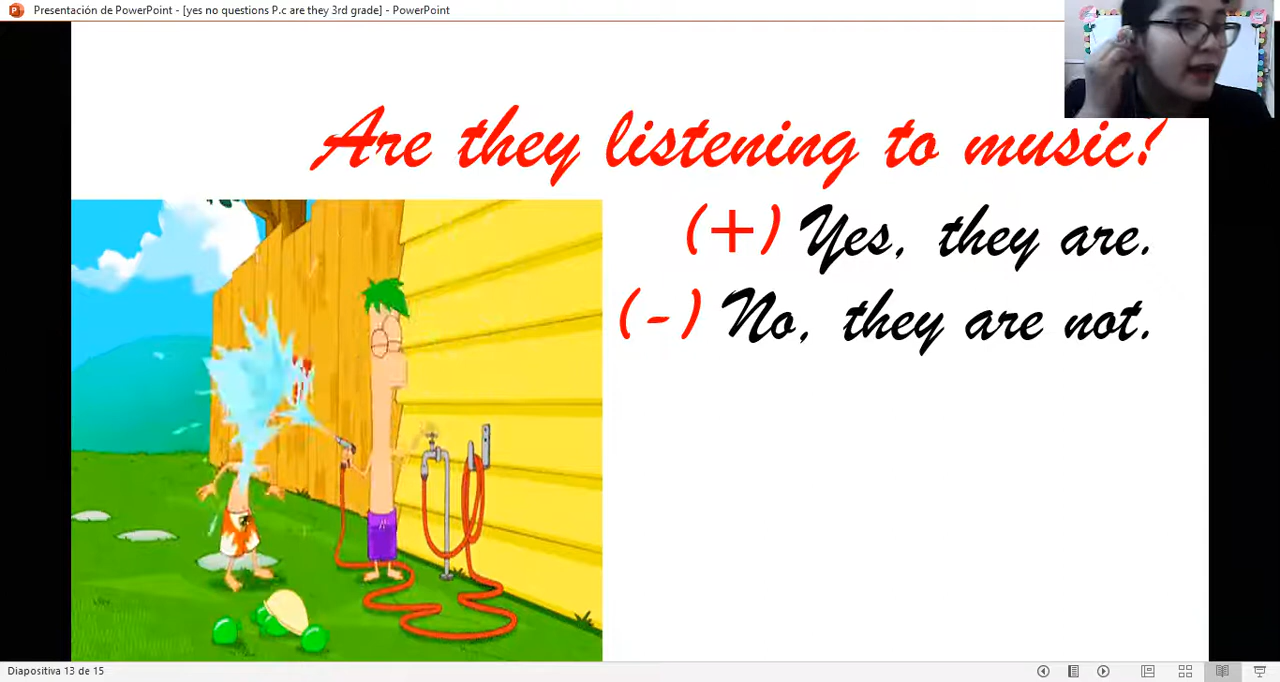 Presentación de PowerPoint - [yes no questions P.c are they 3rd grade] - PowerPoint
Are they listening to music?
(+) Yes, they are.
(-) No, they are not.
Diapositiva 13 de 15